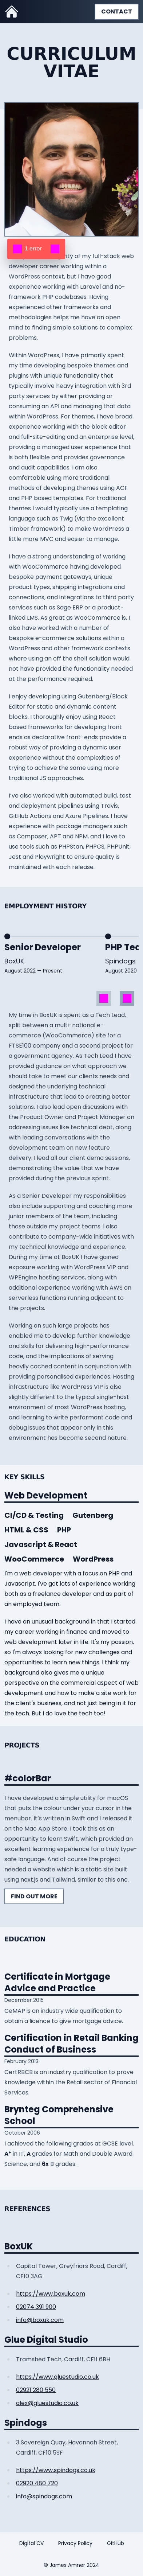 CONTACT
CURRICULUM
VITAE
1 error
ity of my full-stack web
developer career working within a
WordPress context, but I have good
experience working with Laravel and no-
framework PHP codebases. Having
experienced other frameworks and
methodologies helps me have an open
mind to finding the best solutions to
complex problems.
Within WordPress, I have primarily spent
my time developing bespoke themes and
plugins with unique functionality that
typically involve heavy integration with 3rd
party services by either providing or
consuming an API and managing that data
within WordPress. For themes, I have broad
experience working with the block editor
and full-site-editing and an enterprise level,
providing a managed user experience that
is both flexible and provides governance
and audit capabilities. I am also
comfortable using more traditional
methods of developing themes using ACF
and PHP based templates. For traditional
themes I would typically use a templating
language such as Twig (via the excellent
Timber framework) to make WordPress a
little more MVC and easier to manage.
I have a strong understanding of working
with WooCommerce having developed
bespoke payment gateways, unique
product types, shipping integrations and
connections, and integrations to third party
services such as Sage ERP or a product-
linked LMS. As great as WooCommerce is, I
also have worked with a number of
bespoke e-commerce solutions within a
WordPress and other framework contexts
where using an off the shelf solution would
not have provided the functionality needed
at the performance required.
I enjoy developing using Gutenberg/Block
Editor for static content and dynamic
blocks. I thoroughly enjoy using React
based frameworks for developing front
ends as declarative front-ends provide a
robust way of providing a dynamic user
experience without the complexities of
trying to achieve the same using more
traditional JS approaches.
I've also worked with automated build, test
and deployment pipelines using Travis,
GitHub Actions and Azure Pipelines. I have
experience with package managers such
as Composer, APT and NPM, and I love to
use tools such as PHPStan, PHPCS, PHPUnit,
Jest and Playwright to ensure quality is
maintained with each release.
EMPLOYMENT HISTORY
Senior Developer
BoxUK
August 2022 — Present
PHP Tec
Spindogs
August 2020
My time in BoxUK is spent as a Tech Lead,
split between a multi-national e-
commerce (WooCommerce) site for a
FTSE100 company and a second project for
a government agency. As Tech Lead I have
provided guidance on what approach we
should take to meet our clients needs and
designed the underlying technical
infrastructure that lead to creating better
solutions. I also lead open discussions with
the Product Owner and Project Manager on
addressing issues like technical debt, along
with leading conversations with the
development team on new feature
delivery. I lead all our client demo sessions,
demonstrating the value that we have
provided during the previous sprint.
As a Senior Developer my responsibilities
also include supporting and coaching more
junior members of the team, including
those outside my project team. I also
contribute to company-wide initiatives with
my technical knowledge and experience.
During my time at BoxUK I have gained
exposure working with WordPress VIP and
WPEngine hosting services, along with
additional experience working with AWS on
serverless functions running adjacent to
the projects.
Working on such large projects has
enabled me to develop further knowledge
and skills for delivering high-performance
code, and the implications of serving
heavily cached content in conjunction with
providing personalised experiences. Hosting
infrastructure like WordPress VIP is also
slightly different to the typical single-host
environment of most WordPress hosting,
and learning to write performant code and
debug issues that appear only in this
environment has become second nature.
KEY SKILLS
Web Development
CI/CD & Testing Gutenberg
HTML & CSS PHP
Javascript & React
WooCommerce WordPress
I'm a web developer with a focus on PHP and
Javascript. I've got lots of experience working
both as a freelance developer and as part of
an employed team.
I have an unusual background in that I started
my career working in finance and moved to
web development later in life. It's my passion,
so I'm always looking for new challenges and
opportunities to learn new things. I think my
background also gives me a unique
perspective on the commercial aspect of web
development and how to make a site work for
the client's business, and not just being in it for
the tech. But I do love the tech too!
PROJECTS
#colorBar
I have developed a simple utility for macOS
that puts the colour under your cursor in the
menubar. It's written in Swift and I released it
on the Mac App Store. I took this as an
opportunity to learn Swift, which provided an
excellent learning experience for a truly type-
safe language. And of course the project
needed a website which is a static site built
using next.js and Tailwind, similar to this one.
FIND OUT MORE
EDUCATION
Certificate in Mortgage
Advice and Practice
December 2015
CeMAP is an industry wide qualification to
obtain a licence to give mortgage advice.
Certification in Retail Banking
Conduct of Business
February 2013
CertRBCB is an industry qualification to prove
knowledge within the Retail sector of Financial
Services.
Brynteg Comprehensive
School
October 2006
I achieved the following grades at GCSE level.
A* in IT, A grades for Math and Double Award
Science, and 6x B grades.
REFERENCES
BoxUK
Capital Tower, Greyfriars Road, Cardiff,
CF10 3AG
https://www.boxuk.com
02074 391 900
info@boxuk.com
Glue Digital Studio
Tramshed Tech, Cardiff, CF11 6BH
https://www.gluestudio.co.uk
02921 280 550
alex@gluestudio.co.uk
Spindogs
3 Sovereign Quay, Havannah Street,
Cardiff, CF10 5SF
https://www.spindogs.co.uk
02920 480 720
info@spindogs.com
Digital CV Privacy Policy GitHub
© James Amner 2024